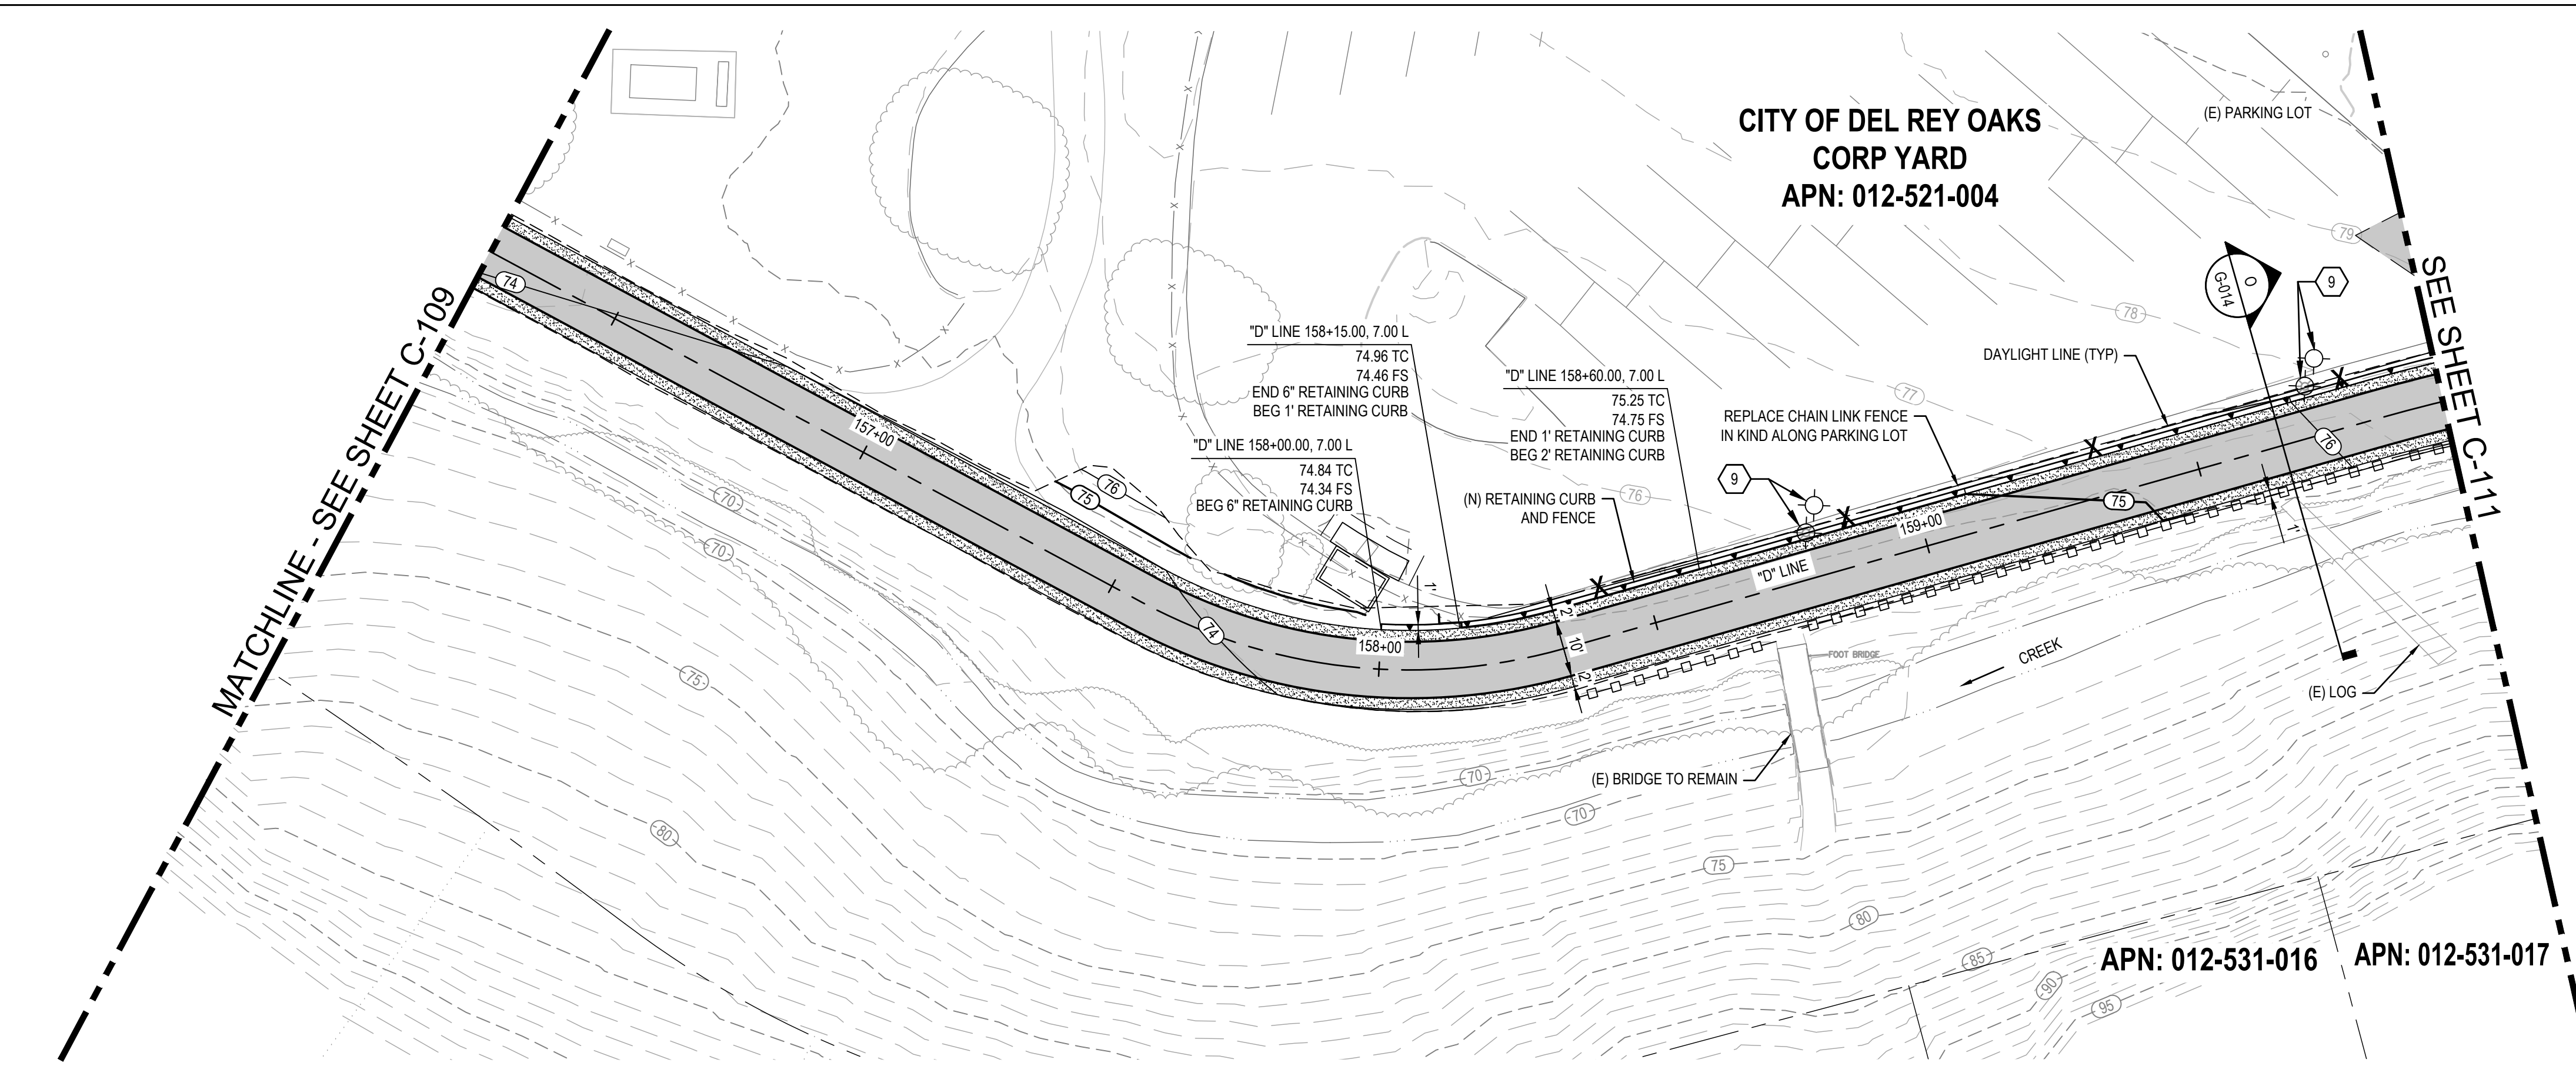 CITY OF DEL REY OAKS
CORP YARD
APN: 012-521-004
(E) PARKING LOT
79
78
77
76
O
G-014
9
SEE SHEET C-111
MATCHLINE - SEE SHEET C-109
74
157+00
75
76
"D" LINE 158+15.00, 7.00 L
74.96 TC
74.46 FS
END 6" RETAINING CURB
BEG 1' RETAINING CURB
"D" LINE 158+00.00, 7.00 L
74.84 TC
74.34 FS
BEG 6" RETAINING CURB
"D" LINE 158+60.00, 7.00 L
75.25 TC
74.75 FS
END 1' RETAINING CURB
BEG 2' RETAINING CURB
(N) RETAINING CURB
AND FENCE
REPLACE CHAIN LINK FENCE
IN KIND ALONG PARKING LOT
DAYLIGHT LINE (TYP)
9
1'
74
158+00
2'
10'
2'
"D" LINE
159+00
75
76
1'
FOOT BRIDGE
CREEK
(E) LOG
(E) BRIDGE TO REMAIN
70
70
75
80
70
70
75
80
85
90
95
APN: 012-531-016
APN: 012-531-017